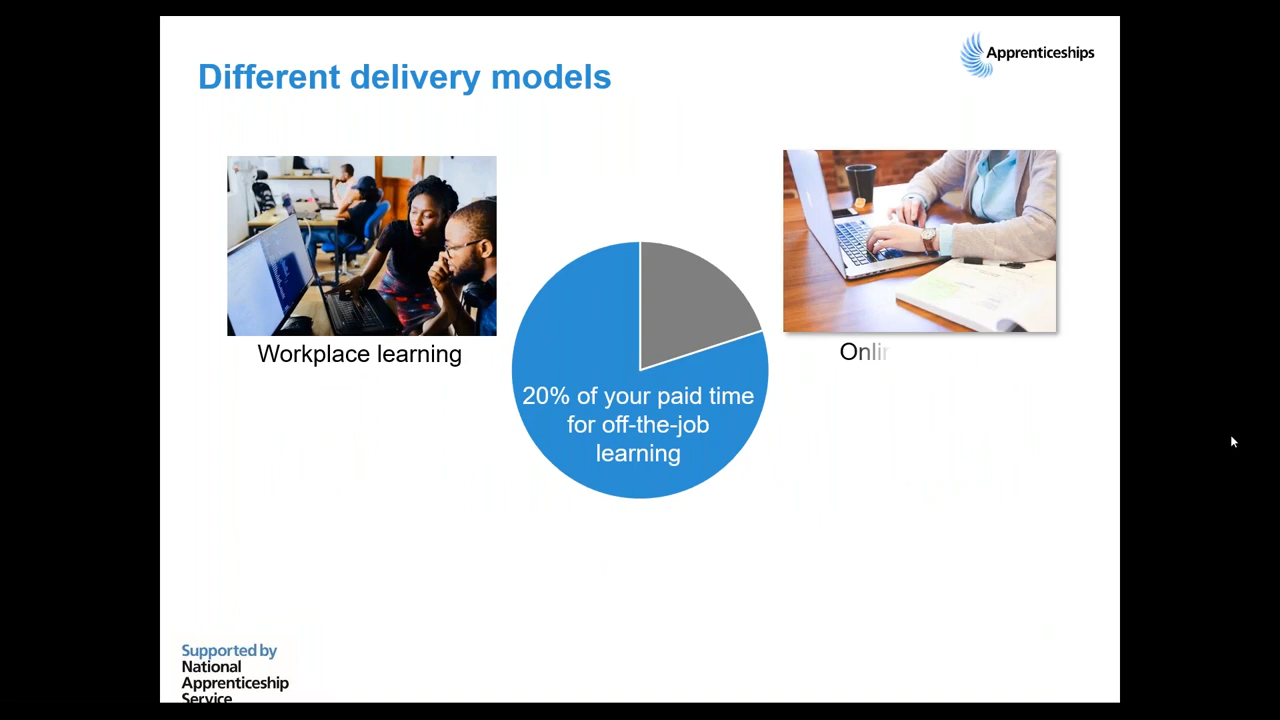 Different delivery models
Apprenticeships
Workplace learning
20% of your paid time
for off-the-job
learning
Supported by
National
Apprenticeship
Service